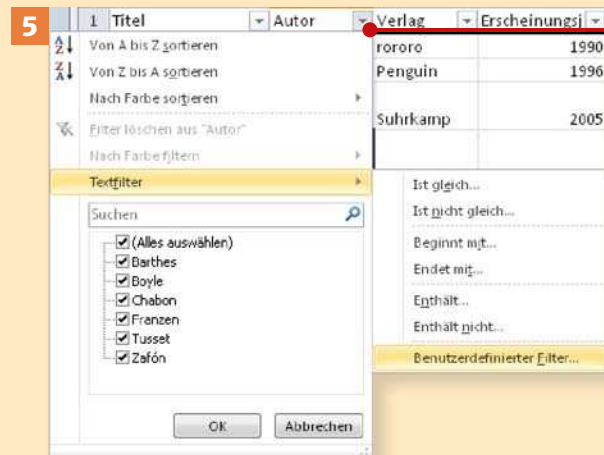 5
1 Titel Autor Verlag Erscheinungsj
Von A bis Z sortieren
rororo 1990
Von Z bis A sortieren
Penguin 1996
Nach Farbe sortieren
Suhrkamp 2005
Filter löschen aus "Autor"
Nach Farbe filtern
Textfilter
Suchen
(Alles auswählen)
Barthes
Boyle
Chabon
Franzen
Tusset
Zafón
OK Abbrechen
Ist gleich...
Ist nicht gleich...
Beginnt mit...
Endet mit...
Enthält...
Enthält nicht...
Benutzerdefinierter Filter...